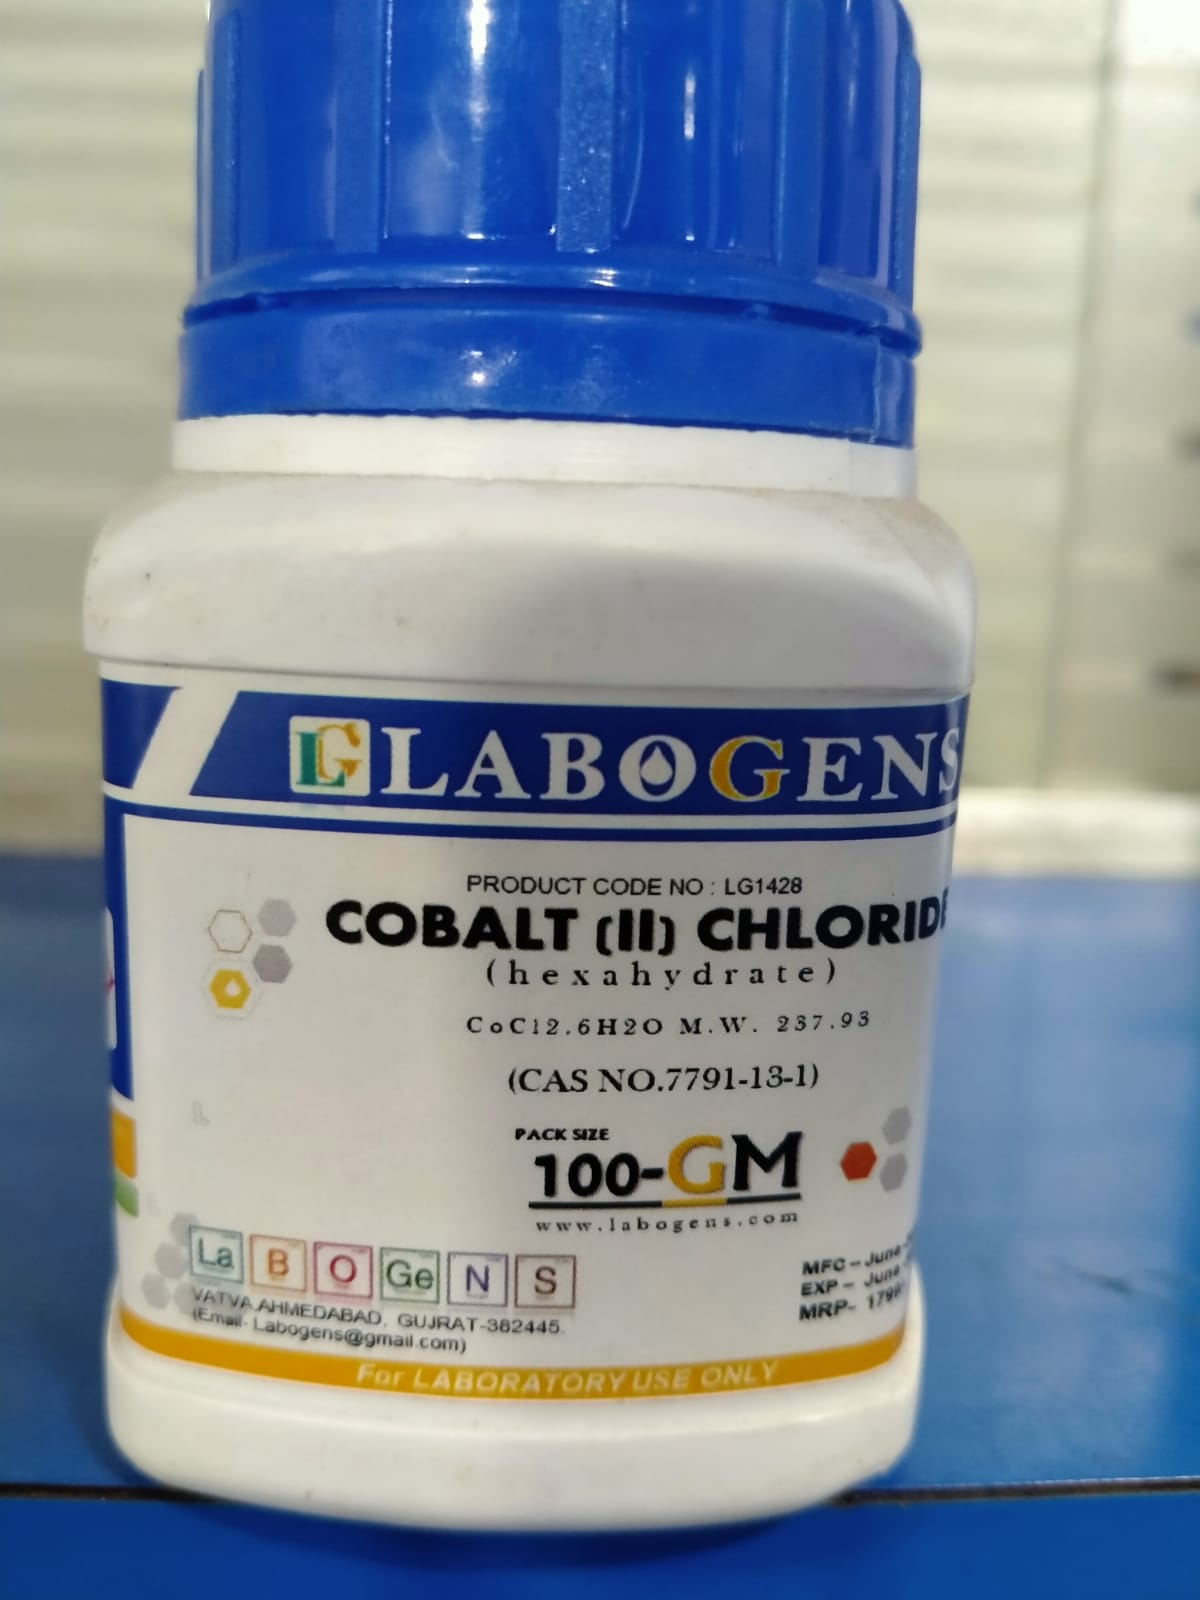 LG LABOGENS
PRODUCT CODE NO : LG1428
COBALT (II) CHLORIDE
(hexahydrate)
CoCl2.6H2O M.W. 237.93
(CAS NO.7791-13-1)
PACK SIZE
100-GM
www.labogens.com
La B O Ge N S
VATVA,AHMEDABAD, GUJRAT-382445.
(Email- Labogens@gmail.com)
MFC - June
EXP - June
MRP-
For LABORATORY USE ONLY